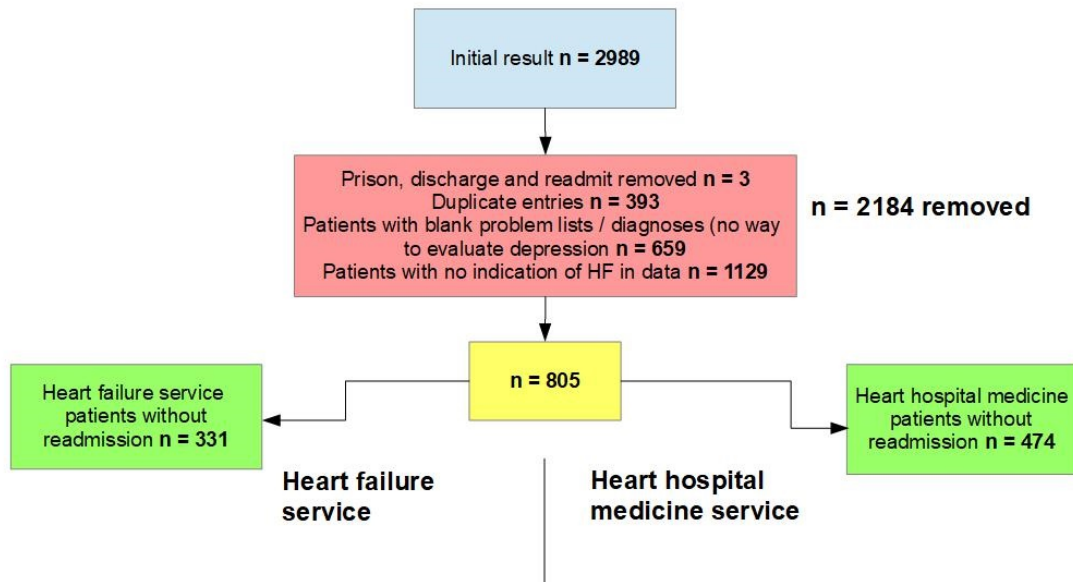 Initial result n = 2989
Prison, discharge and readmit removed n = 3
Duplicate entries n = 393
Patients with blank problem lists / diagnoses (no way
to evaluate depression n = 659
Patients with no indication of HF in data n = 1129
n = 2184 removed
n = 805
Heart failure service
patients without
readmission n = 331
Heart hospital medicine
patients without
readmission n = 474
Heart failure
service
Heart hospital
medicine service